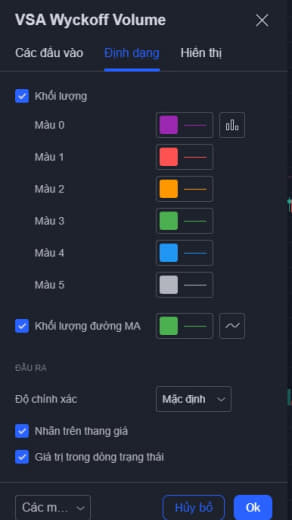 VSA Wyckoff Volume
Các đầu vào Định dạng Hiển thị
Khối lượng
Màu 0
Màu 1
Màu 2
Màu 3
Màu 4
Màu 5
Khối lượng đường MA
ĐẦU RA
Độ chính xác Mặc định
Nhãn trên thang giá
Giá trị trong dòng trạng thái
Các m... Hủy bỏ Ok